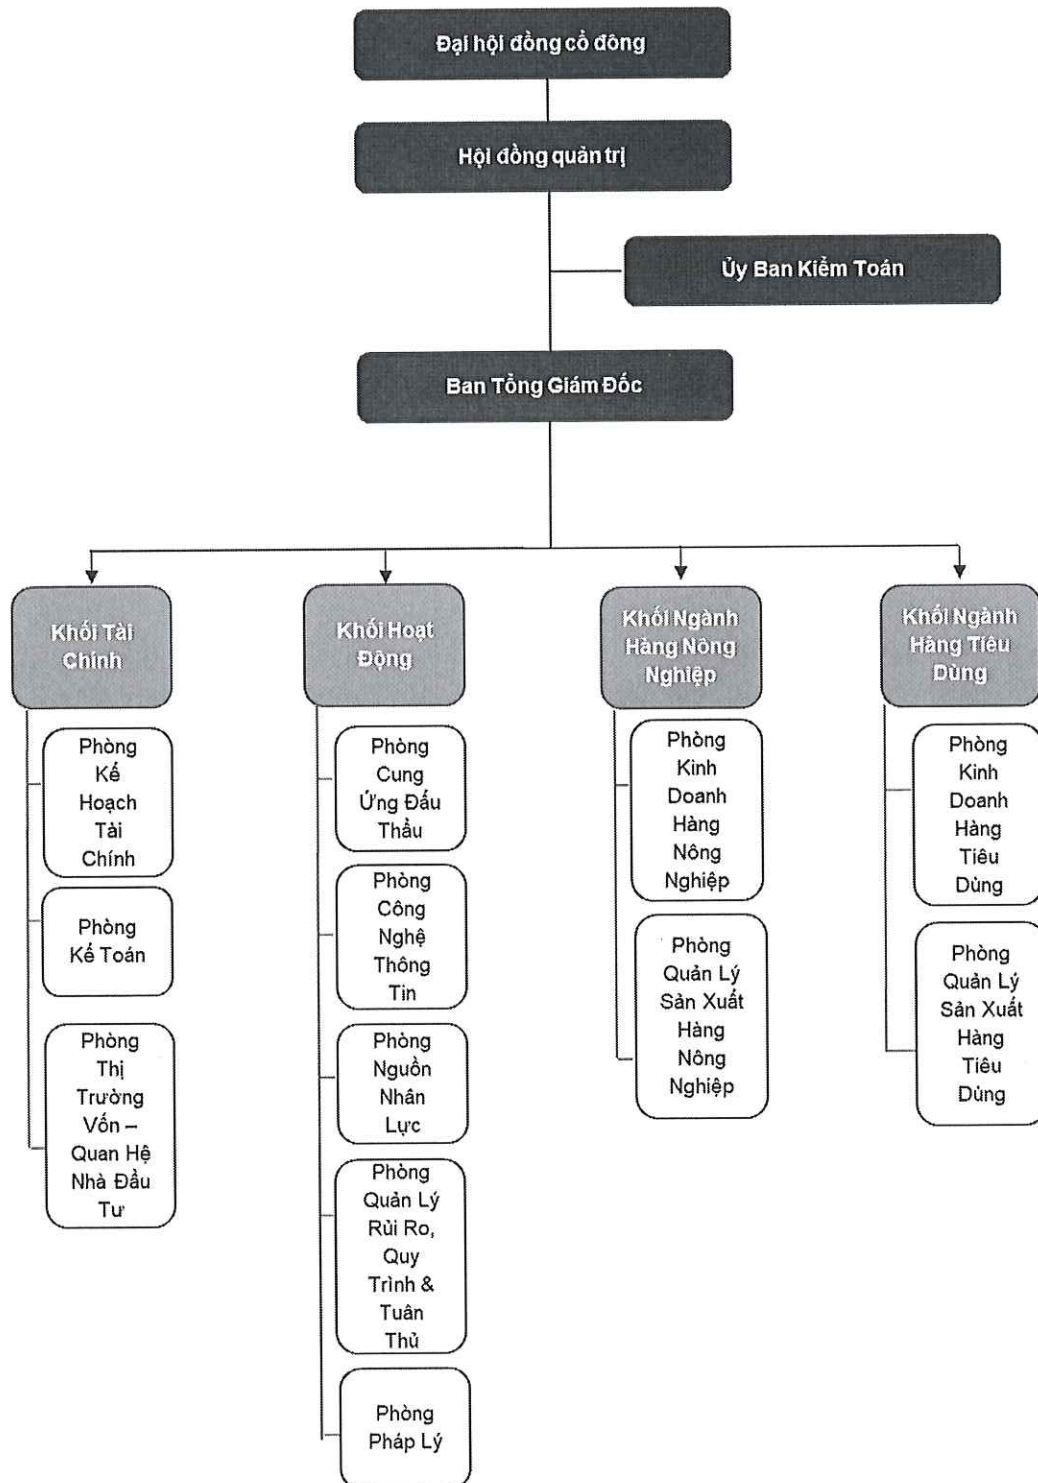 Đại hội đồng cổ đông
Hội đồng quản trị
Ủy Ban Kiểm Toán
Ban Tổng Giám Đốc
Khối Tài
Chính
Khối Hoạt
Động
Khối Ngành
Hàng Nông
Nghiệp
Khối Ngành
Hàng Tiêu
Dùng
Phòng
Kế
Hoạch
Tài
Chính
Phòng
Kế Toán
Phòng
Thị
Trường
Vốn –
Quan Hệ
Nhà Đầu
Tư
Phòng
Cung
Ứng Đấu
Thầu
Phòng
Công
Nghệ
Thông
Tin
Phòng
Nguồn
Nhân
Lực
Phòng
Quản Lý
Rủi Ro,
Quy
Trình &
Tuân
Thủ
Phòng
Pháp Lý
Phòng
Kinh
Doanh
Hàng
Nông
Nghiệp
Phòng
Quản Lý
Sản Xuất
Hàng
Nông
Nghiệp
Phòng
Kinh
Doanh
Hàng
Tiêu
Dùng
Phòng
Quản Lý
Sản Xuất
Hàng
Tiêu
Dùng